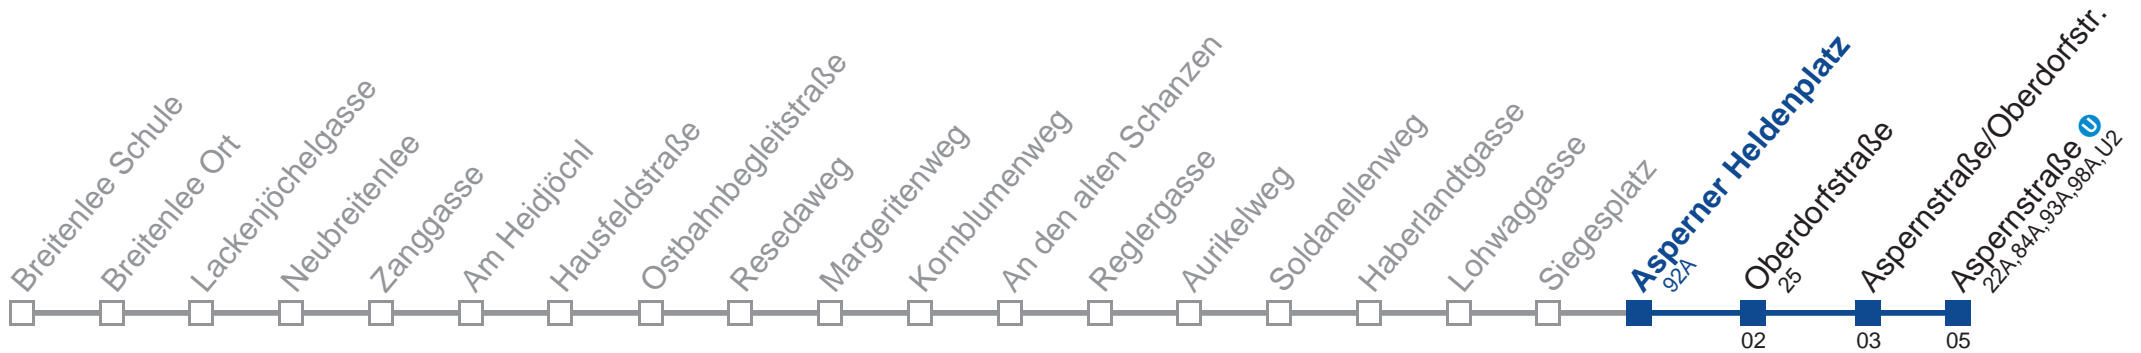 Breitenlee Schule
Breitenlee Ort
Lackenjöchelgasse
Neubreitenlee
Zanggasse
Am Heidjöchl
Hausfeldstraße
Ostbahnbegleitstraße
Resedaweg
Margeritenweg
Kornblumenweg
An den alten Schanzen
Reglergasse
Aurikelweg
Soldanellenweg
Haberlandtgasse
Lohwaggasse
Siegesplatz
Asperner Heldenplatz
92A
Oberdorfstraße
25
Aspernstraße/Oberdorfstr.
Aspernstraße U
22A,84A,93A,98A,U2
02
03
05